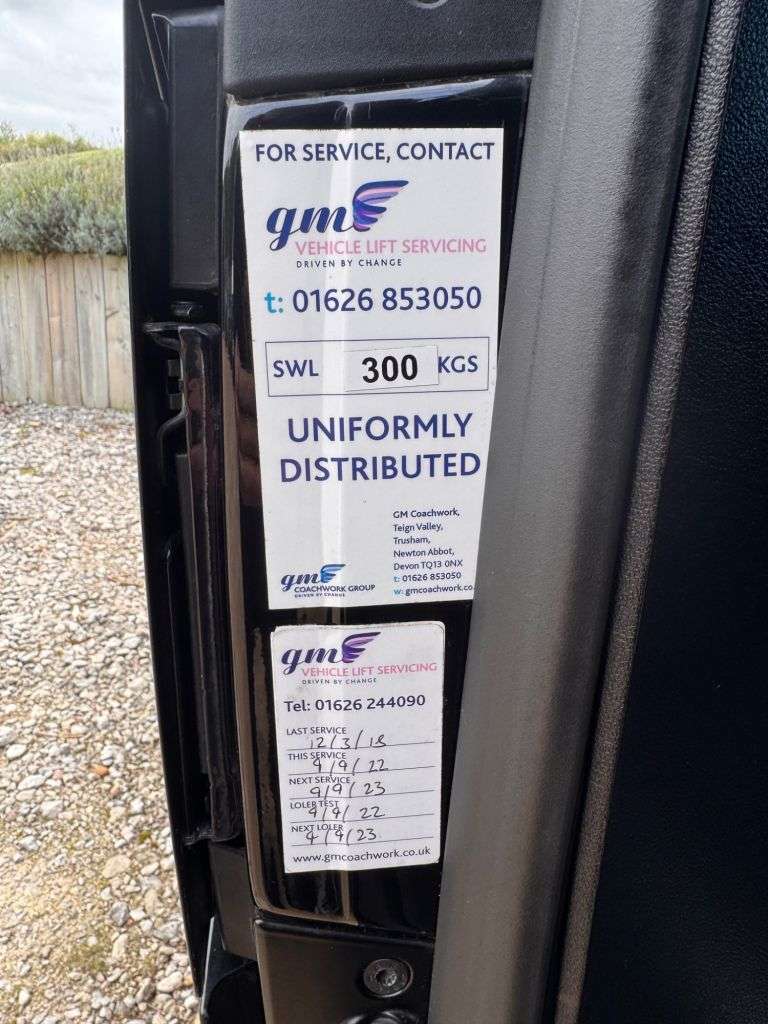 FOR SERVICE, CONTACT
gm
VEHICLE LIFT SERVICING
DRIVEN BY CHANGE
t: 01626 853050
SWL 300 KGS
UNIFORMLY
DISTRIBUTED
GM Coachwork,
Teign Valley,
Trusham,
Newton Abbot,
Devon TQ13 0NX
t: 01626 853050
w: gmcoachwork.co.
gm
COACHWORK GROUP
DRIVEN BY CHANGE
gm
VEHICLE LIFT SERVICING
DRIVEN BY CHANGE
Tel: 01626 244090
LAST SERVICE
12/3/18
THIS SERVICE
9/9/22
NEXT SERVICE
9/9/23
LOLER TEST
9/9/22
NEXT LOLER
9/9/23
www.gmcoachwork.co.uk